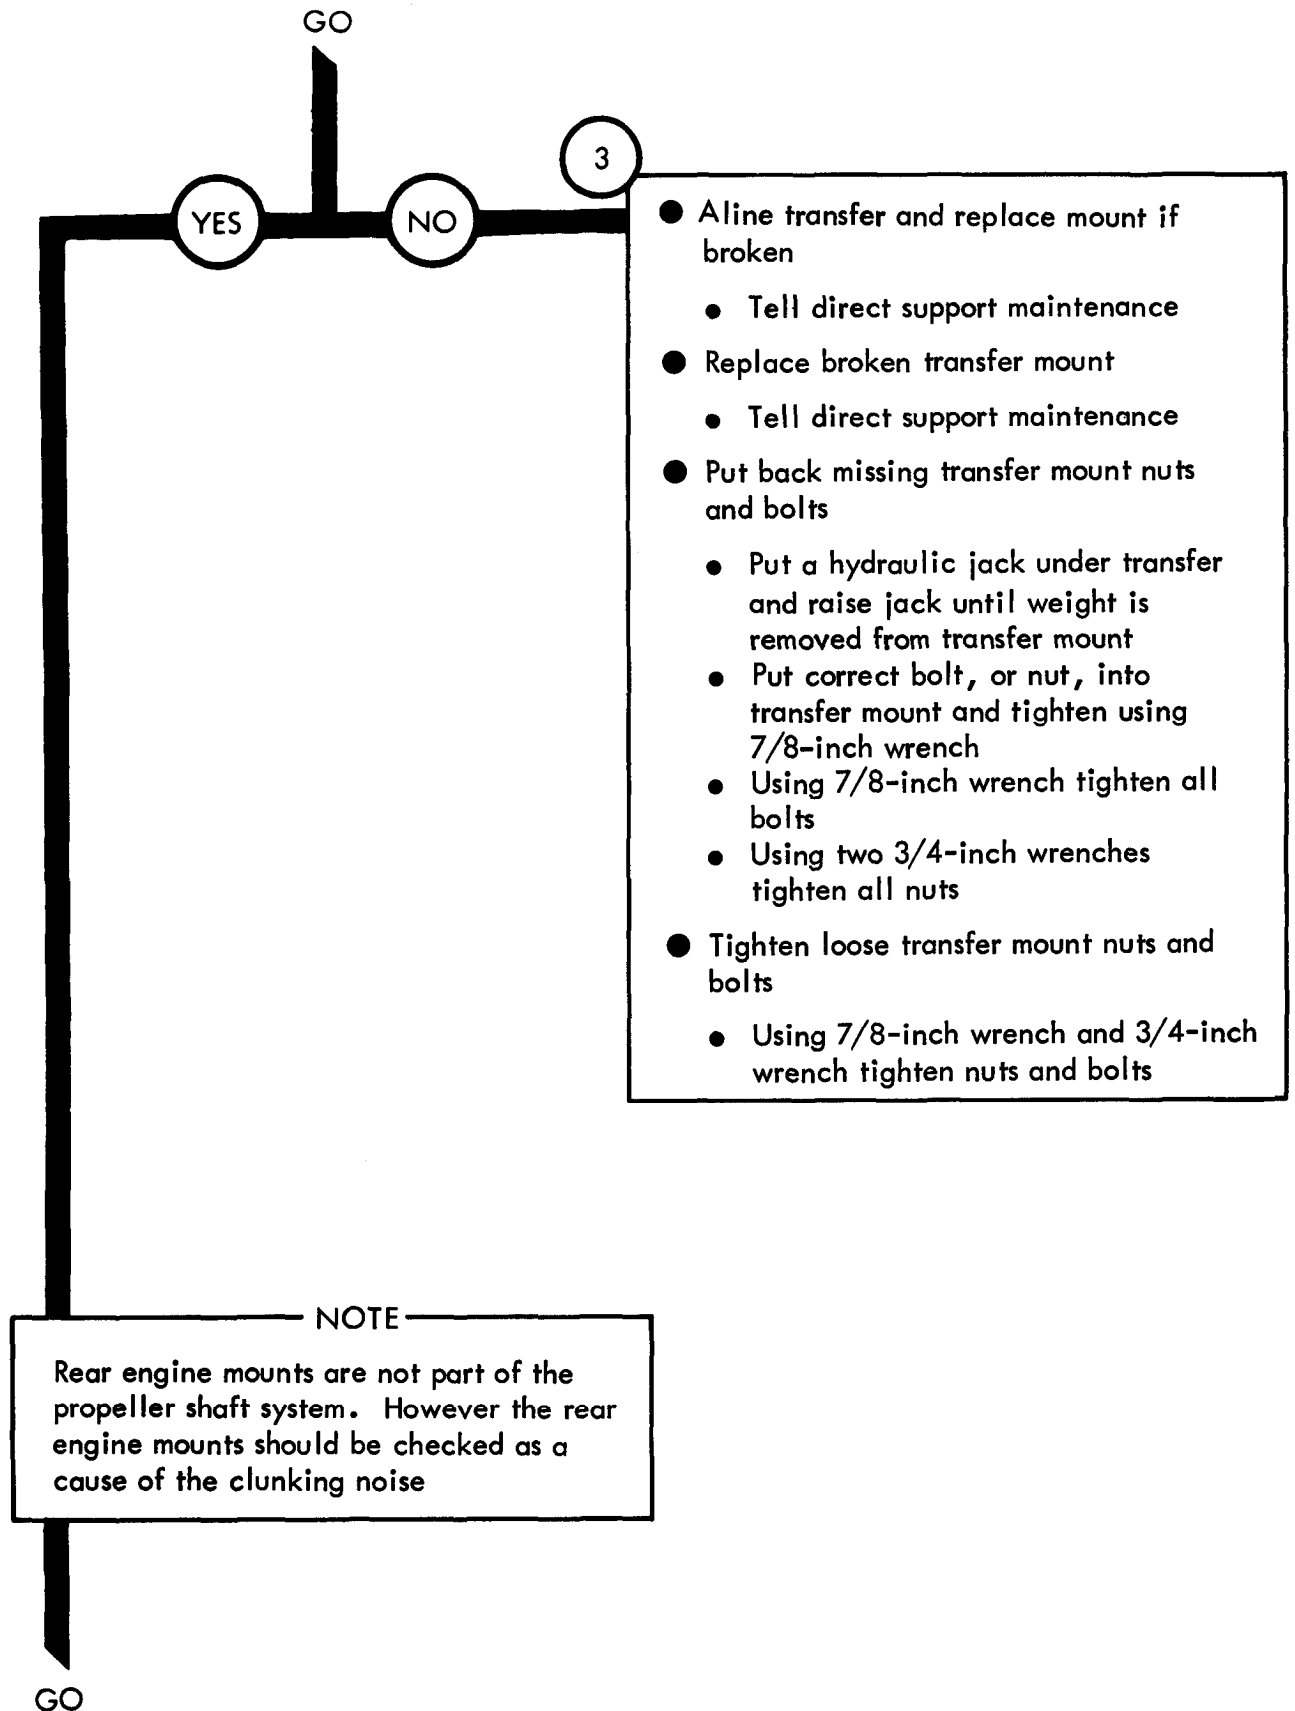 GO
YES
NO
3
● Aline transfer and replace mount if
broken
● Tell direct support maintenance
● Replace broken transfer mount
● Tell direct support maintenance
● Put back missing transfer mount nuts
and bolts
● Put a hydraulic jack under transfer
and raise jack until weight is
removed from transfer mount
● Put correct bolt, or nut, into
transfer mount and tighten using
7/8-inch wrench
● Using 7/8-inch wrench tighten all
bolts
● Using two 3/4-inch wrenches
tighten all nuts
● Tighten loose transfer mount nuts and
bolts
● Using 7/8-inch wrench and 3/4-inch
wrench tighten nuts and bolts
NOTE
Rear engine mounts are not part of the
propeller shaft system. However the rear
engine mounts should be checked as a
cause of the clunking noise
GO